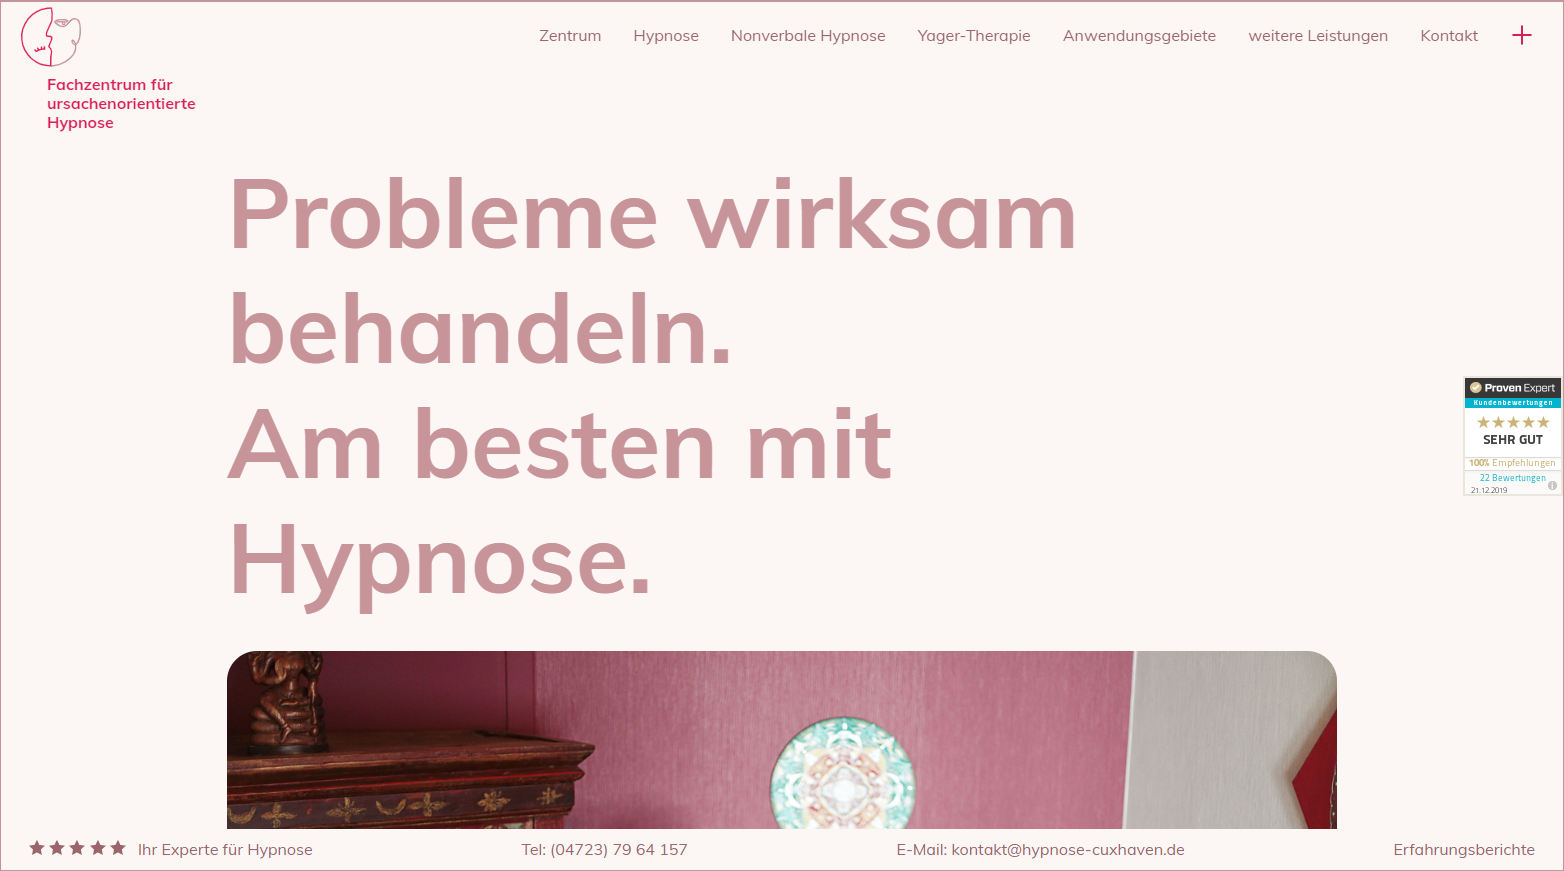 Zentrum Hypnose Nonverbale Hypnose Yager-Therapie Anwendungsgebiete weitere Leistungen Kontakt
Fachzentrum für
ursachenorientierte
Hypnose
Probleme wirksam
behandeln.
Am besten mit
Hypnose.
Proven Expert
Kundenbewertungen
SEHR GUT
100% Empfehlungen
22 Bewertungen
21.12.2019
Ihr Experte für Hypnose Tel: (04723) 79 64 157 E-Mail: kontakt@hypnose-cuxhaven.de Erfahrungsberichte